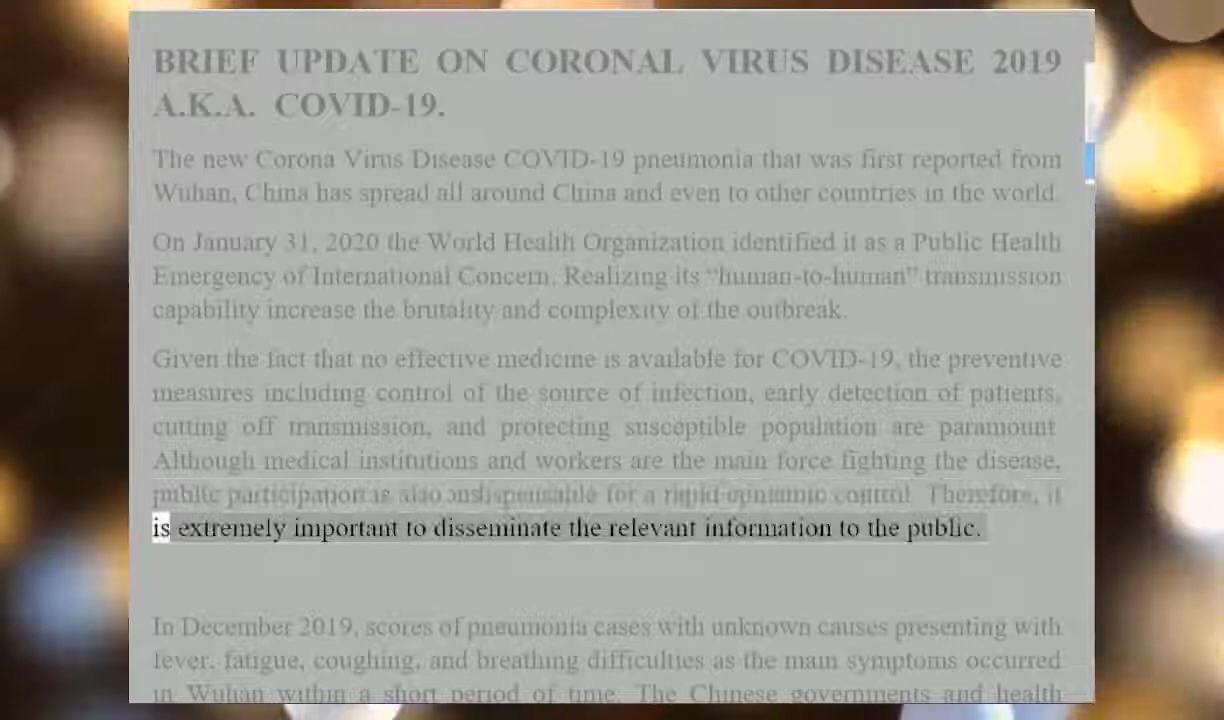 BRIEF UPDATE ON CORONAL VIRUS DISEASE 2019
A.K.A. COVID-19.
The new Corona Virus Disease COVID-19 pneumonia that was first reported from
Wuhan, China has spread all around China and even to other countries in the world.
On January 31, 2020 the World Health Organization identified it as a Public Health
Emergency of International Concern. Realizing its “human-to-human” transmission
capability increase the brutality and complexity of the outbreak.
Given the fact that no effective medicine is available for COVID-19, the preventive
measures including control of the source of infection, early detection of patients,
cutting off transmission, and protecting susceptible population are paramount
Although medical institutions and workers are the main force fighting the disease,
public participation is also indispensable for a rapid epidemic control. Therefore, it
is extremely important to disseminate the relevant information to the public.
In December 2019, scores of pneumonia cases with unknown causes presenting with
fever, fatigue, coughing, and breathing difficulties as the main symptoms occurred
in Wuhan within a short period of time. The Chinese governments and health